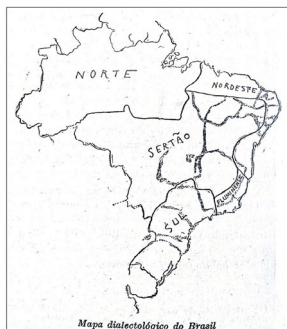 NORTE
NORDESTE
SERTÃO
FLUMINENSE
SUL
Mapa dialectológico do Brasil